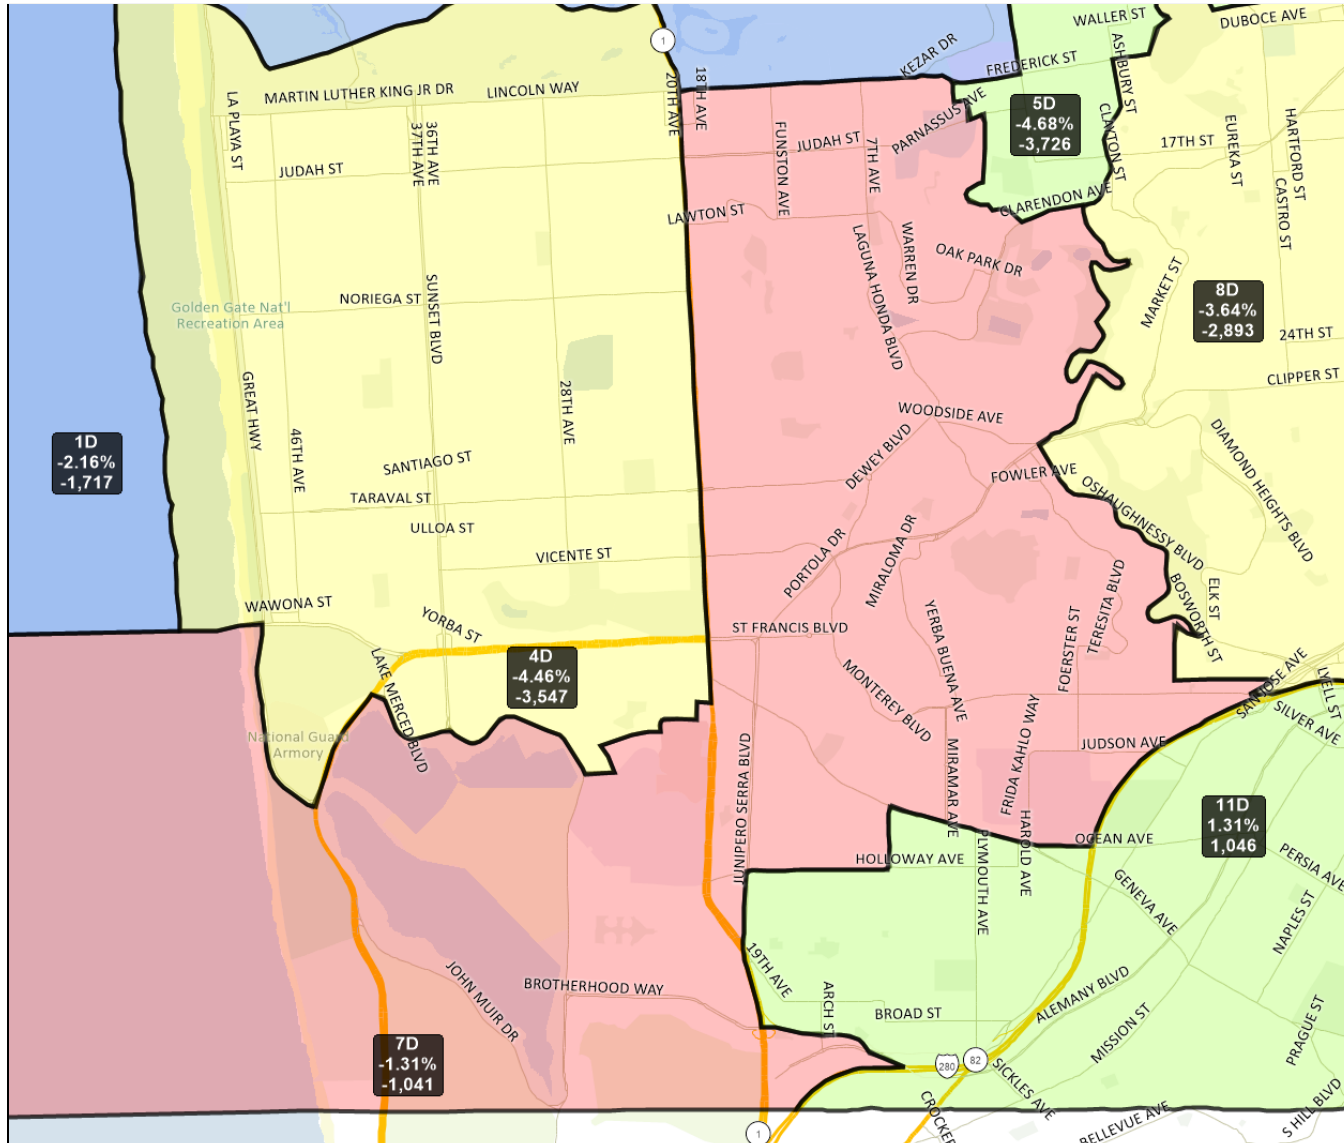 WALLER ST
DUBOCE AVE
1
KEZAR DR
FREDERICK ST
ASHBURY ST
LA PLAYA ST
MARTIN LUTHER KING JR DR
LINCOLN WAY
20TH AVE
18TH AVE
5D
-4.68%
-3,726
CLAYTON ST
HARTFORD ST
EUREKA ST
37TH AVE
36TH AVE
FUNSTON AVE
JUDAH ST
7TH AVE
PARNASSUS AVE
17TH ST
JUDAH ST
CASTRO ST
CLARENDON AVE
LAWTON ST
LAGUNA HONDA BLVD
WARREN DR
OAK PARK DR
MARKET ST
8D
-3.64%
-2,893
Golden Gate Nat'l
Recreation Area
NORIEGA ST
SUNSET BLVD
24TH ST
CLIPPER ST
GREAT HWY
28TH AVE
WOODSIDE AVE
1D
-2.16%
-1,717
46TH AVE
SANTIAGO ST
DEWEY BLVD
FOWLER AVE
DIAMOND HEIGHTS BLVD
TARAVAL ST
OSHAUGHNESSY BLVD
ULLOA ST
VICENTE ST
PORTOLA DR
MIRALOMA DR
TERESITA BLVD
BOSWORTH ST
ELK ST
WAWONA ST
YORBA ST
ST FRANCIS BLVD
YERBA BUENA AVE
FOERSTER ST
LAKE MERCED BLVD
4D
-4.46%
-3,547
MONTEREY BLVD
SAN JOSE AVE
LYELL ST
SILVER AVE
National Guard
Armory
JUNIPERO SERRA BLVD
MIRAMAR AVE
FRIDA KAHLO WAY
JUDSON AVE
11D
1.31%
1,046
HOLLOWAY AVE
PLYMOUTH AVE
HAROLD AVE
OCEAN AVE
GENEVA AVE
PERSIA AVE
NAPLES ST
JOHN MUIR DR
BROTHERHOOD WAY
19TH AVE
ARCH ST
BROAD ST
ALEMANY BLVD
MISSION ST
PRAGUE ST
7D
-1.31%
-1,041
280
82
SICKLES AVE
CROCKER
BELLEVUE AVE
S HILL BLVD
1